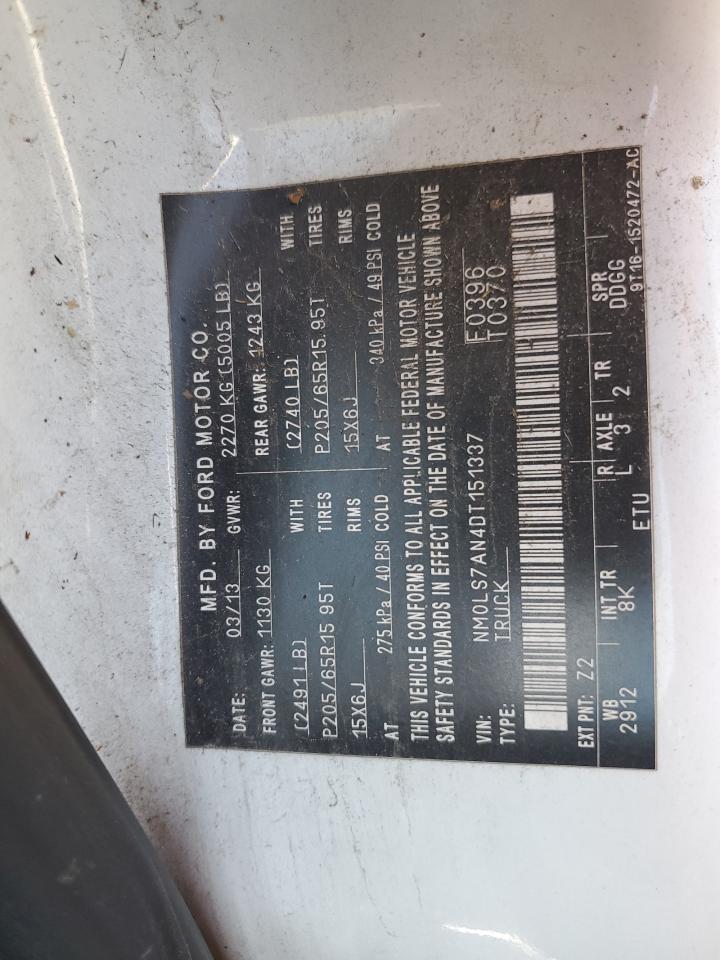 MFD. BY FORD MOTOR CO.
DATE: 03/13 GVWR: 2270 KG (5005 LB)
FRONT GAWR: 1130 KG REAR GAWR: 1243 KG
(2491 LB) WITH (2740 LB) WITH
P205/65R15 95T TIRES P205/65R15 95T TIRES
15X6J RIMS 15X6J RIMS
AT 275 kPa / 40 PSI COLD AT 340 kPa / 49 PSI COLD
THIS VEHICLE CONFORMS TO ALL APPLICABLE FEDERAL MOTOR VEHICLE
SAFETY STANDARDS IN EFFECT ON THE DATE OF MANUFACTURE SHOWN ABOVE
VIN: NM0LS7AN4DT151337 F0396
TYPE: TRUCK T0370
EXT PNT: Z2
WB INT TR R AXLE TR SPR
2912 8K L 3 2 DDGG
ETU 9T16-1520472-AC